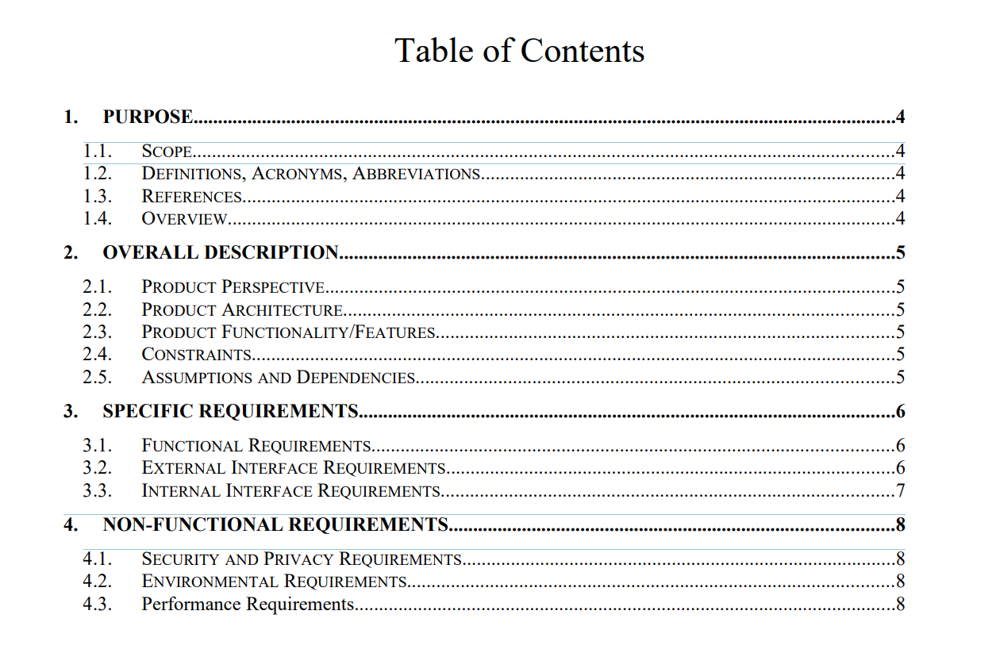 Table of Contents
1. PURPOSE....................................................................................................................................................4
1.1. SCOPE....................................................................................................................................................4
1.2. DEFINITIONS, ACRONYMS, ABBREVIATIONS.......................................................................................4
1.3. REFERENCES..........................................................................................................................................4
1.4. OVERVIEW.............................................................................................................................................4
2. OVERALL DESCRIPTION.....................................................................................................................5
2.1. PRODUCT PERSPECTIVE........................................................................................................................5
2.2. PRODUCT ARCHITECTURE....................................................................................................................5
2.3. PRODUCT FUNCTIONALITY/FEATURES................................................................................................5
2.4. CONSTRAINTS.......................................................................................................................................5
2.5. ASSUMPTIONS AND DEPENDENCIES....................................................................................................5
3. SPECIFIC REQUIREMENTS.................................................................................................................6
3.1. FUNCTIONAL REQUIREMENTS..............................................................................................................6
3.2. EXTERNAL INTERFACE REQUIREMENTS..............................................................................................6
3.3. INTERNAL INTERFACE REQUIREMENTS...............................................................................................7
4. NON-FUNCTIONAL REQUIREMENTS...............................................................................................8
4.1. SECURITY AND PRIVACY REQUIREMENTS...........................................................................................8
4.2. ENVIRONMENTAL REQUIREMENTS......................................................................................................8
4.3. Performance Requirements.................................................................................................................8